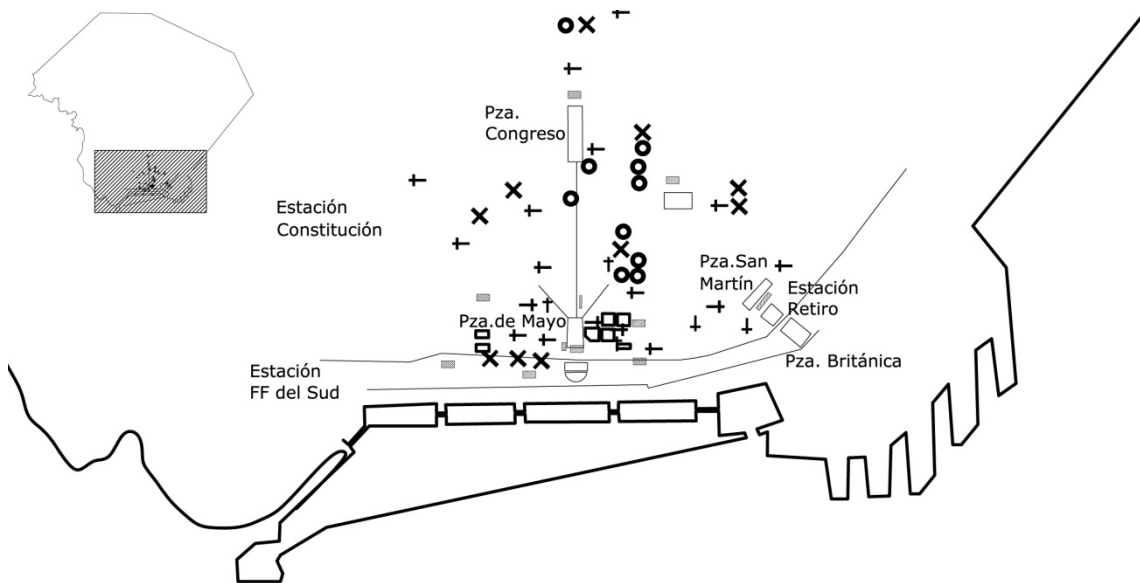 Pza.
Congreso
Estación
Constitución
Pza.San
Martín
Estación
Retiro
Pza.de Mayo
Pza. Británica
Estación
FF del Sud